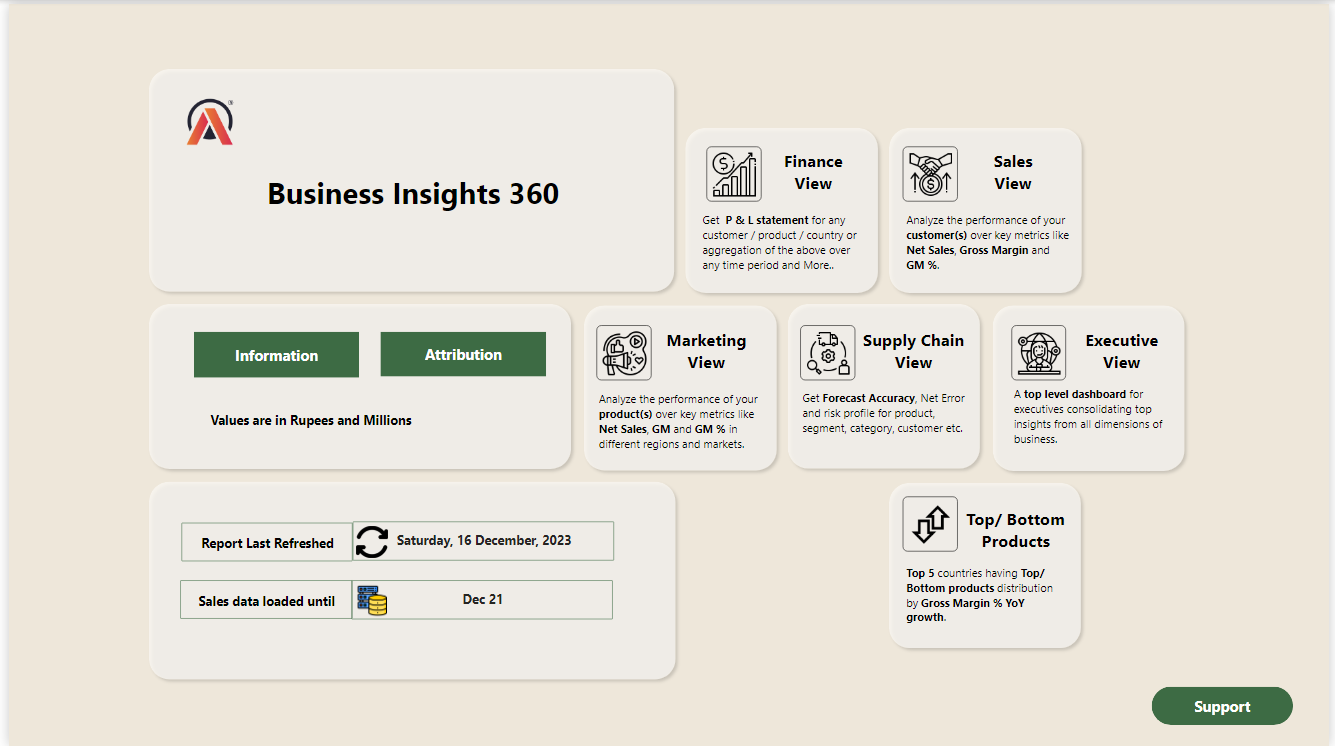 Business Insights 360
Finance
View
Get P & L statement for any
customer / product / country or
aggregation of the above over
any time period and More..
Sales
View
Analyze the performance of your
customer(s) over key metrics like
Net Sales, Gross Margin and
GM %.
Information
Attribution
Values are in Rupees and Millions
Marketing
View
Analyze the performance of your
product(s) over key metrics like
Net Sales, GM and GM % in
different regions and markets.
Supply Chain
View
Get Forecast Accuracy, Net Error
and risk profile for product,
segment, category, customer etc.
Executive
View
A top level dashboard for
executives consolidating top
insights from all dimensions of
business.
Report Last Refreshed
Saturday, 16 December, 2023
Sales data loaded until
Dec 21
Top/ Bottom
Products
Top 5 countries having Top/
Bottom products distribution
by Gross Margin % YoY
growth.
Support